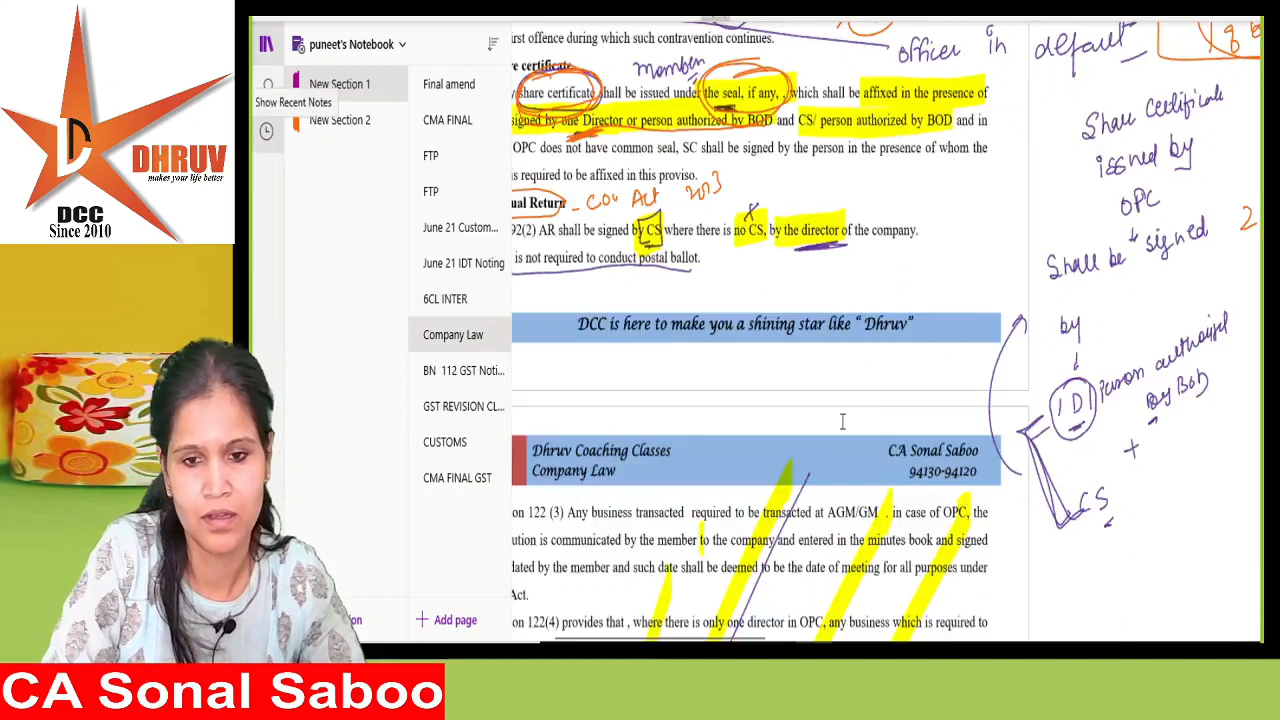 DHRUV
makes your life better
DCC
Since 2010
puneet's Notebook
New Section 1
Show Recent Notes
New Section 2
Final amend
CMA FINAL
FTP
FTP
June 21 Custom...
June 21 IDT Noting
6CL INTER
Company Law
BN 112 GST Noti...
GST REVISION CL...
CUSTOMS
CMA FINAL GST
Add page
irst offence during which such contravention continues.
officer in default
re certificate
member
share certificate shall be issued under the seal, if any, , which shall be affixed in the presence of
signed by one Director or person authorized by BOD and CS/ person authorized by BOD and in
OPC does not have common seal, SC shall be signed by the person in the presence of whom the
is required to be affixed in this proviso.
ual Return - Act 2013
92(2) AR shall be signed by CS where there is no CS, by the director of the company.
is not required to conduct postal ballot.
DCC is here to make you a shining star like “ Dhruv”
Share Certificate
issued by
OPC
Shall be signed 2
by
1 D Person authorised
by BOD
+
CS
Dhruv Coaching Classes CA Sonal Saboo
Company Law 94130-94120
on 122 (3) Any business transacted required to be transacted at AGM/GM . in case of OPC, the
ution is communicated by the member to the company and entered in the minutes book and signed
lated by the member and such date shall be deemed to be the date of meeting for all purposes under
Act.
on 122(4) provides that , where there is only one director in OPC, any business which is required to
CA Sonal Saboo